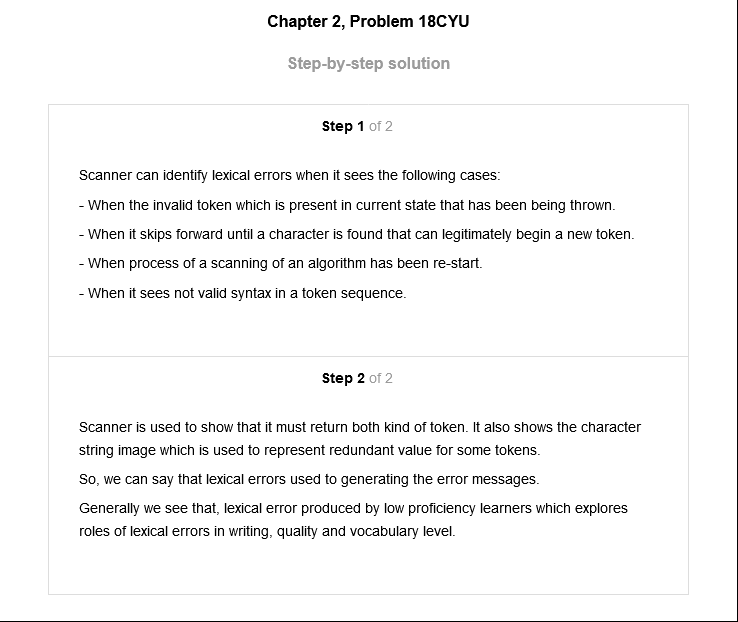 Chapter 2, Problem 18CYU
Step-by-step solution
Step 1 of 2
Scanner can identify lexical errors when it sees the following cases:
- When the invalid token which is present in current state that has been being thrown.
- When it skips forward until a character is found that can legitimately begin a new token.
- When process of a scanning of an algorithm has been re-start.
- When it sees not valid syntax in a token sequence.
Step 2 of 2
Scanner is used to show that it must return both kind of token. It also shows the character
string image which is used to represent redundant value for some tokens.
So, we can say that lexical errors used to generating the error messages.
Generally we see that, lexical error produced by low proficiency learners which explores
roles of lexical errors in writing, quality and vocabulary level.